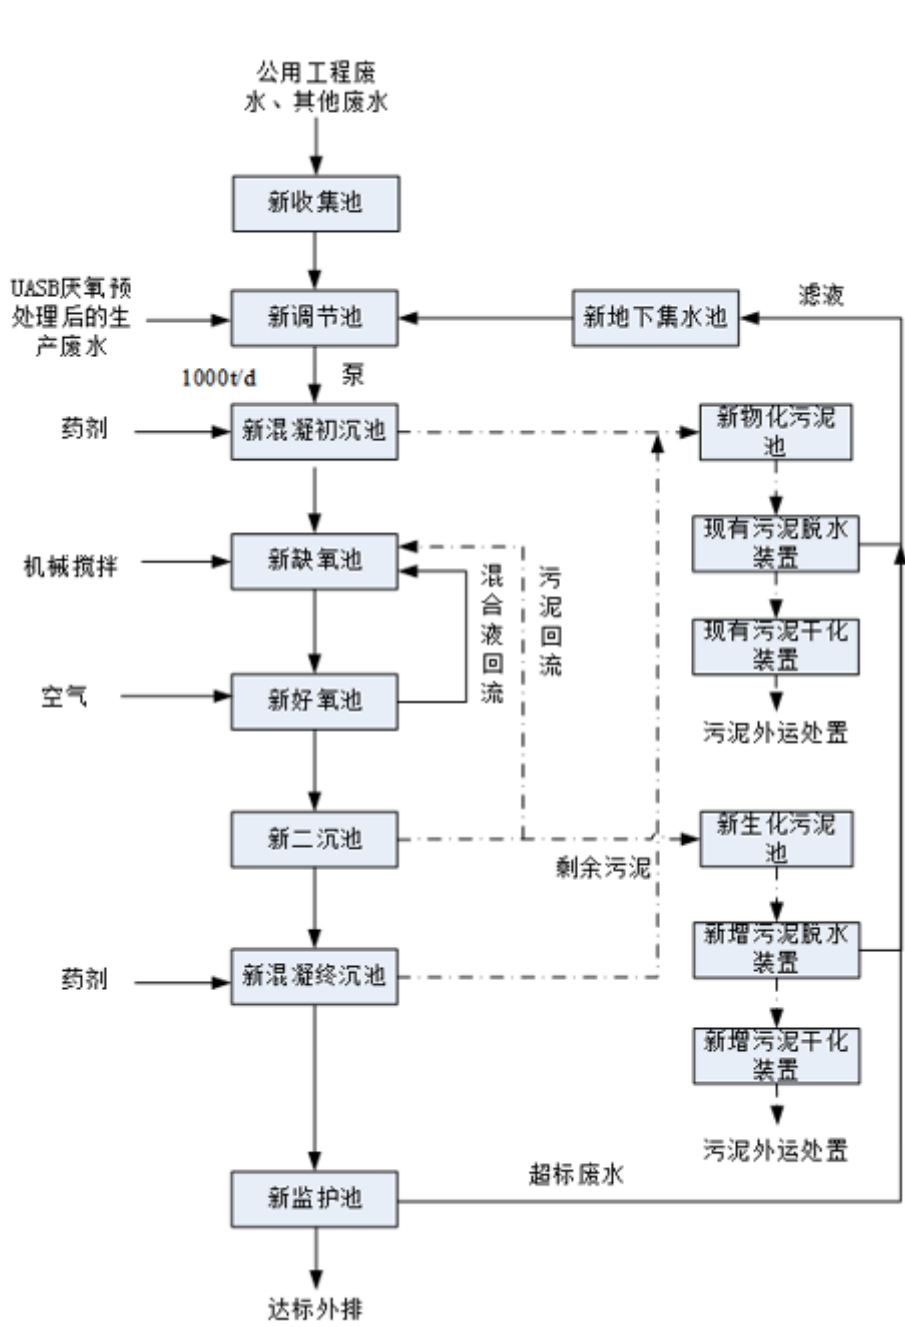 公用工程废
水、其他废水
新收集池
UASB厌氧预
处理后的生
产废水
新调节池
新地下集水池
滤液
1000t/d
泵
药剂
新混凝初沉池
新物化污泥
池
机械搅拌
新缺氧池
混合液回流
污泥回流
现有污泥脱水
装置
现有污泥干化
装置
空气
新好氧池
污泥外运处置
新二沉池
剩余污泥
新生化污泥
池
新增污泥脱水
装置
药剂
新混凝终沉池
新增污泥干化
装置
污泥外运处置
超标废水
新监护池
达标外排